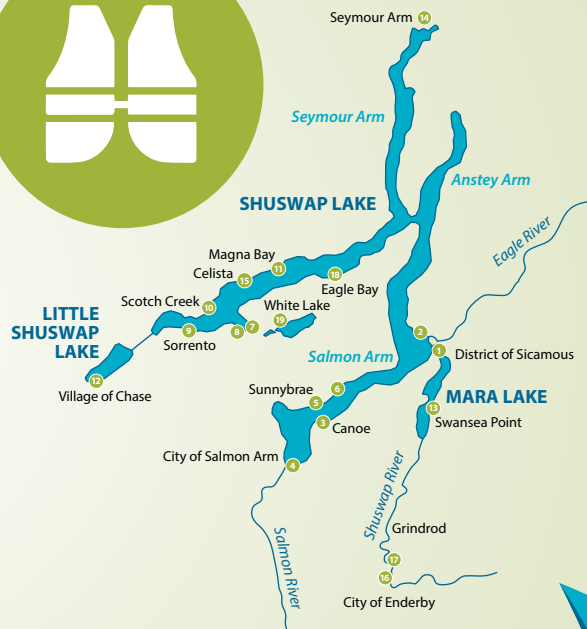 Seymour Arm 14
Seymour Arm
Anstey Arm
SHUSWAP LAKE
Eagle River
Magna Bay 11
Celista 15
18
Eagle Bay
Scotch Creek 10
White Lake
19
LITTLE
SHUSWAP
LAKE
9
8 7
Sorrento
2
1
District of Sicamous
Salmon Arm
12
Village of Chase
Sunnybrae 6
5
MARA LAKE
13
Swansea Point
3
Canoe
City of Salmon Arm
4
Shuswap River
Grindrod
Salmon River
17
16
City of Enderby